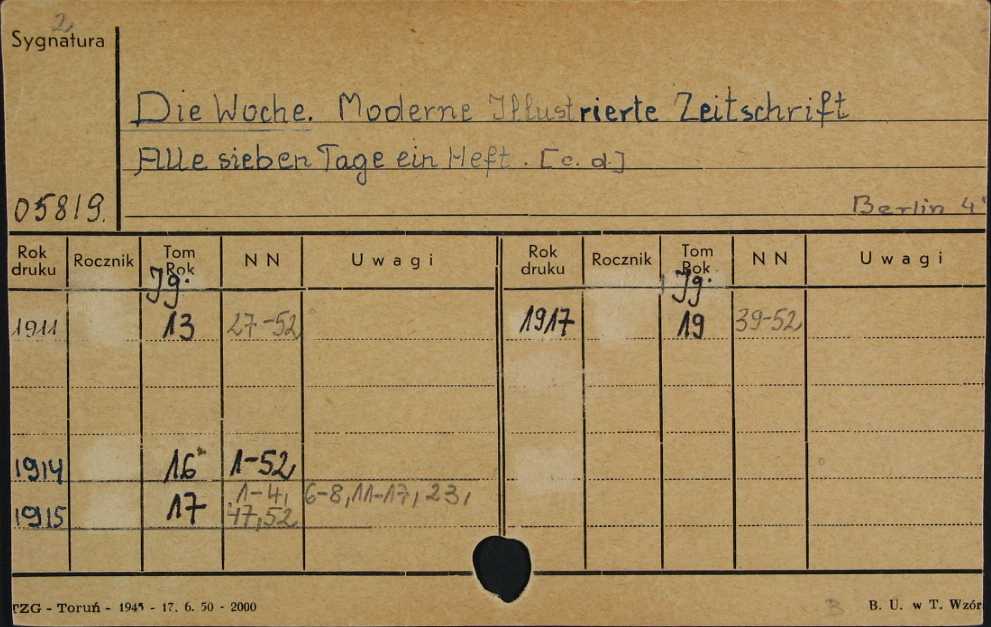 2
Sygnatura
Die Woche. Moderne Illustrierte Zeitschrift
Alle sieben Tage ein Heft. [c. d.]
05819.
Berlin 4°
Rok druku Rocznik Tom Rok NN Uwagi Rok druku Rocznik Tom Rok NN Uwagi
Jg. Jg.
1911 13 27-52 1917 19 39-52
1914 16 1-52
1915 17 1-4, 6-8, 11-17, 23,
47, 52
TZG - Toruń - 1945 - 17. 6. 50 - 2000
B
B. U. w T. Wzór